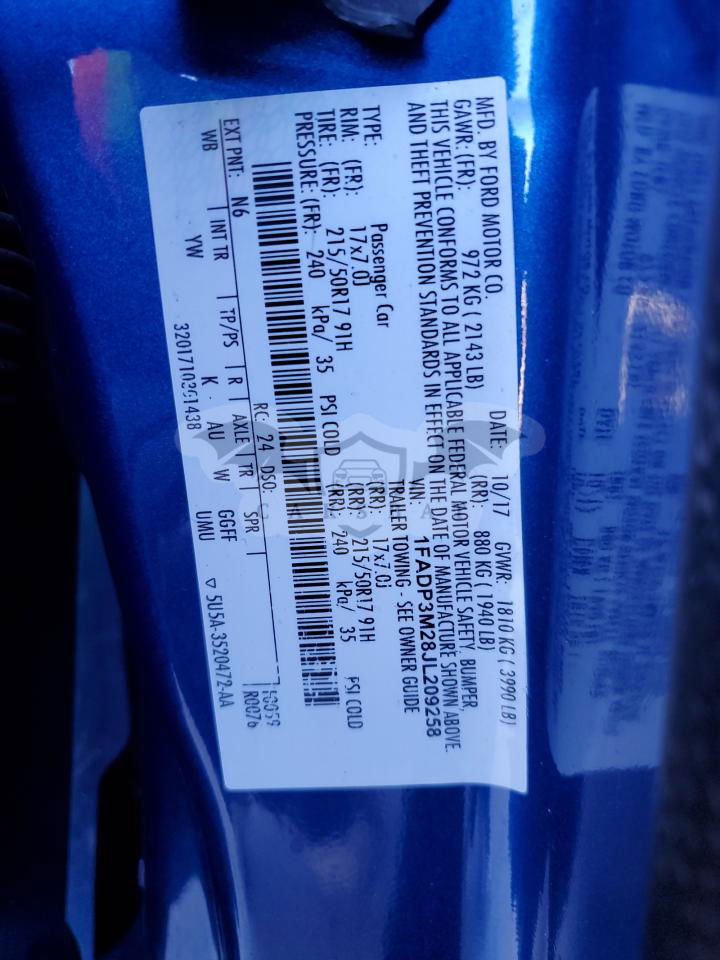 MFD. BY FORD MOTOR CO. DATE: 10/17 GVWR: 1810 KG ( 3990 LB)
GAWR: (FR): 972 KG ( 2143 LB) (RR): 880 KG ( 1940 LB)
THIS VEHICLE CONFORMS TO ALL APPLICABLE FEDERAL MOTOR VEHICLE SAFETY, BUMPER,
AND THEFT PREVENTION STANDARDS IN EFFECT ON THE DATE OF MANUFACTURE SHOWN ABOVE.
VIN: 1FADP3M28JL209258
TYPE: Passenger Car TRAILER TOWING - SEE OWNER GUIDE
RIM: (FR): 17x7.0J (RR): 17x7.0J
TIRE: (FR): 215/50R17 91H (RR): 215/50R17 91H
PRESSURE: (FR): 240 kPa/ 35 PSI COLD (RR): 240 kPa/ 35 PSI COLD
EXT PNT: N6 RC: 24 DSO:
WB INT TR TP/PS R AXLE TR SPR
YW K AU W GGFF UMU
R0076
5U5A-3520472-AA